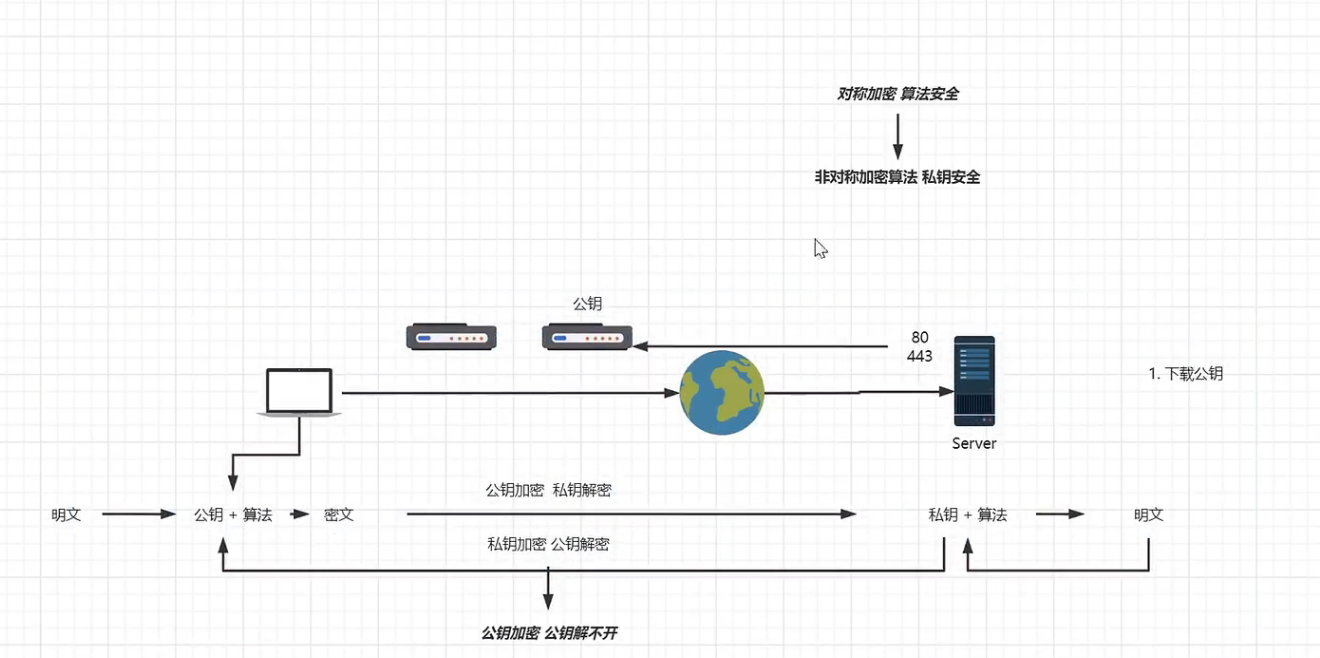 对称加密 算法安全
非对称加密算法 私钥安全
公钥
80
443
1. 下载公钥
Server
公钥加密 私钥解密
明文
公钥 + 算法
密文
私钥 + 算法
明文
私钥加密 公钥解密
公钥加密 公钥解不开